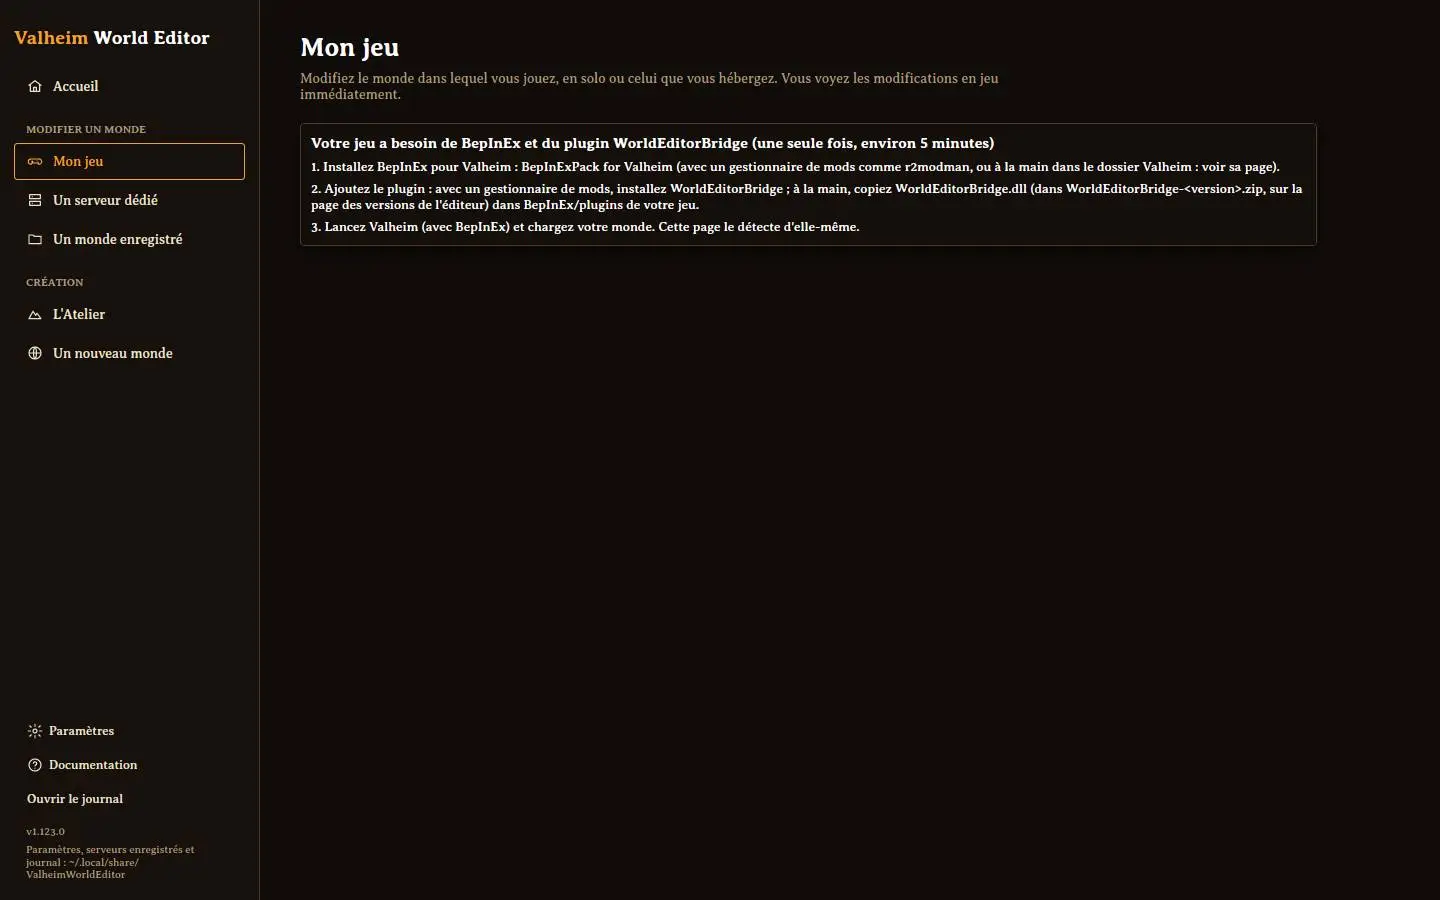 Valheim World Editor
Accueil
MODIFIER UN MONDE
Mon jeu
Un serveur dédié
Un monde enregistré
CRÉATION
L'Atelier
Un nouveau monde
Paramètres
Documentation
Ouvrir le journal
v1.123.0
Paramètres, serveurs enregistrés et
journal : ~/.local/share/
ValheimWorldEditor
Mon jeu
Modifiez le monde dans lequel vous jouez, en solo ou celui que vous hébergez. Vous voyez les modifications en jeu
immédiatement.
Votre jeu a besoin de BepInEx et du plugin WorldEditorBridge (une seule fois, environ 5 minutes)
1. Installez BepInEx pour Valheim : BepInExPack for Valheim (avec un gestionnaire de mods comme r2modman, ou à la main dans le dossier Valheim : voir sa page).
2. Ajoutez le plugin : avec un gestionnaire de mods, installez WorldEditorBridge ; à la main, copiez WorldEditorBridge.dll (dans WorldEditorBridge-<version>.zip, sur la
page des versions de l'éditeur) dans BepInEx/plugins de votre jeu.
3. Lancez Valheim (avec BepInEx) et chargez votre monde. Cette page le détecte d'elle-même.